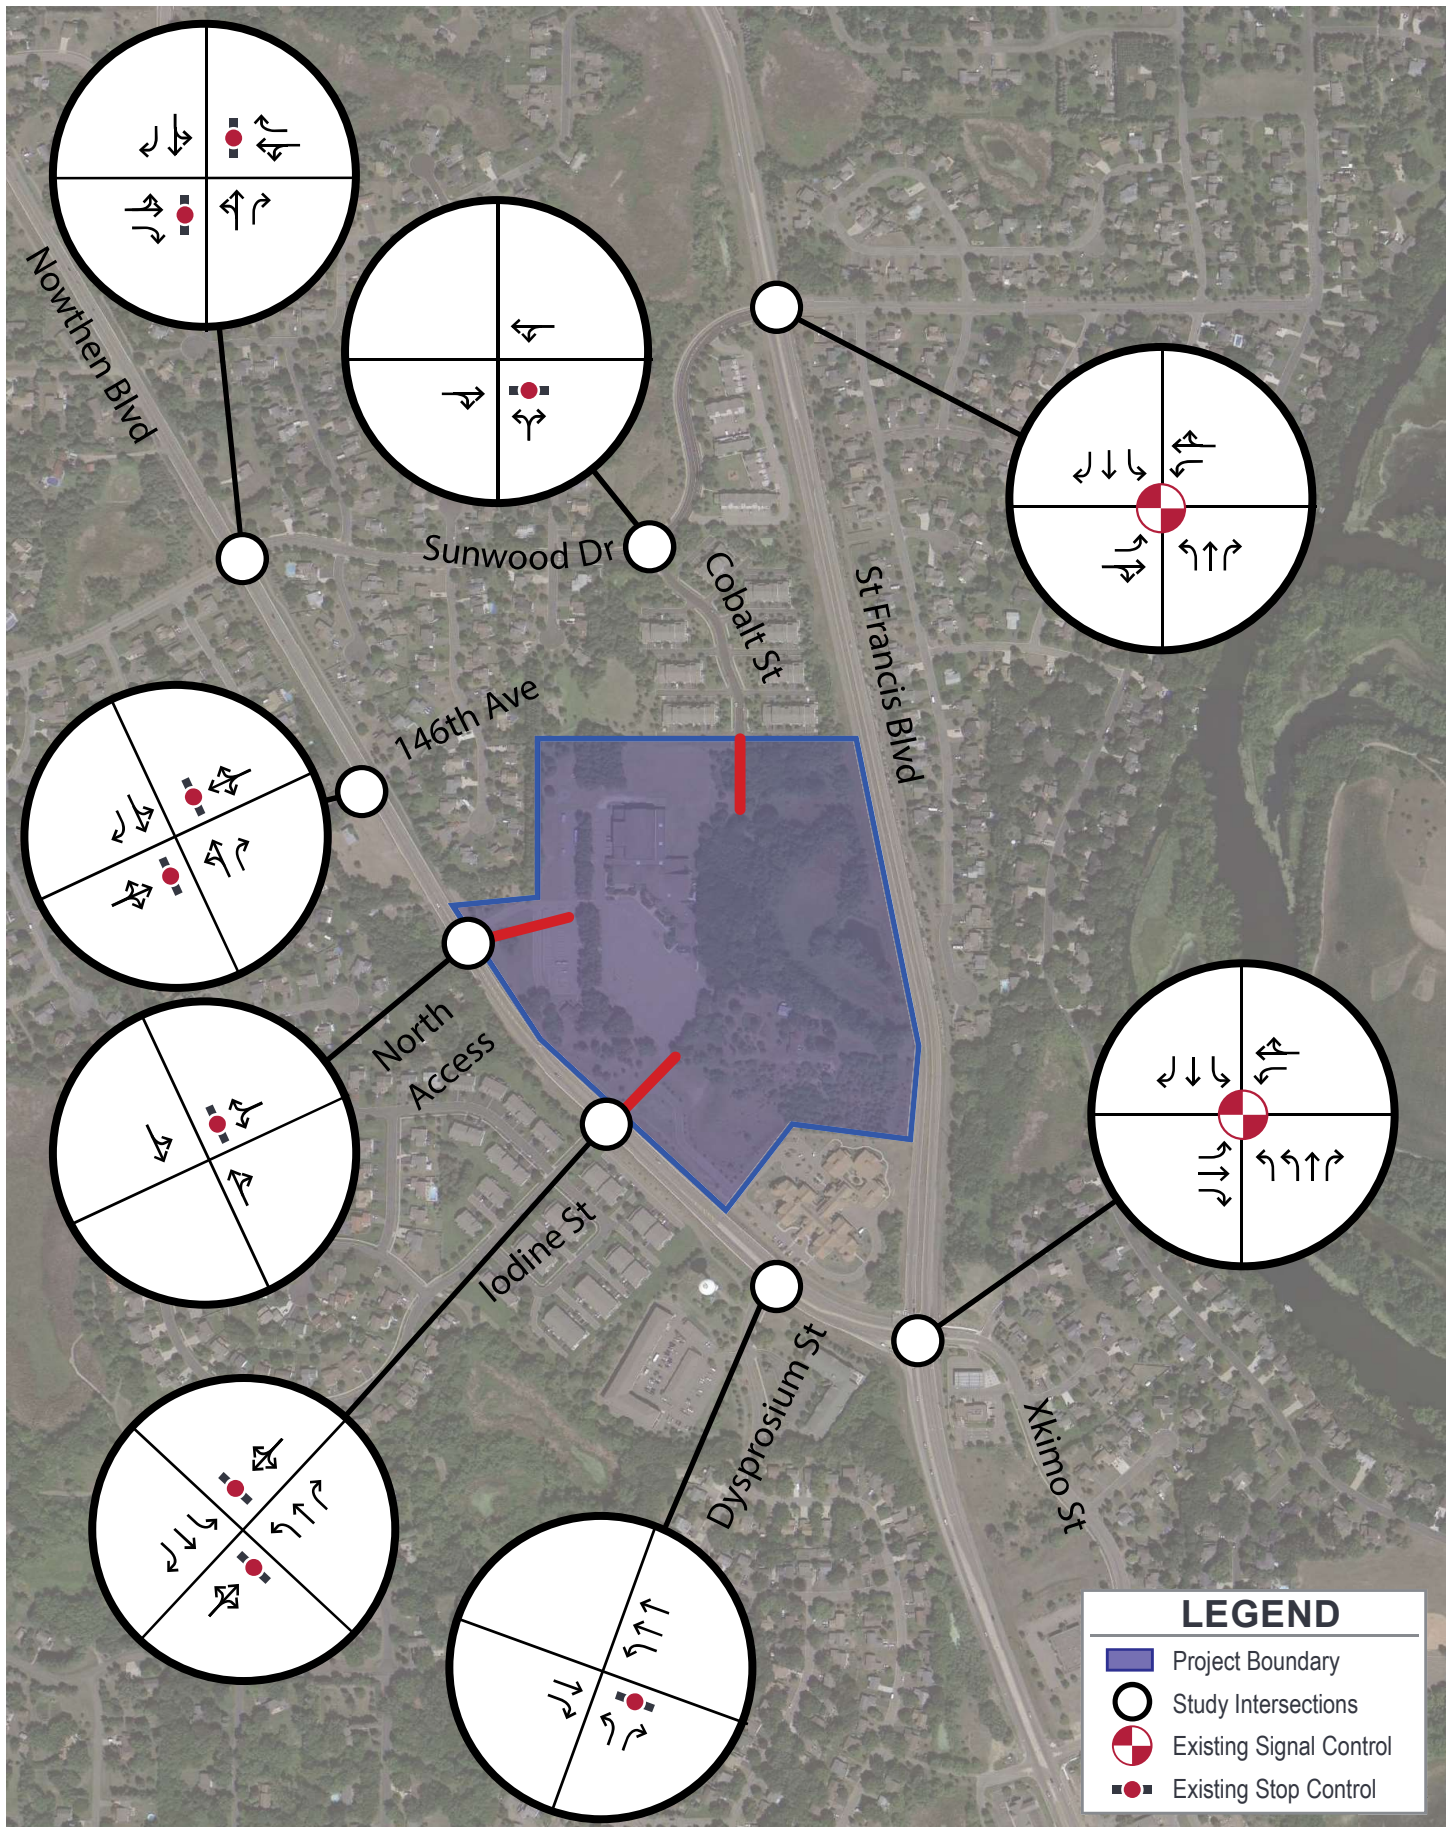 Nowthen Blvd
Sunwood Dr
Cobalt St
St Francis Blvd
146th Ave
North
Access
Iodine St
Dysprosium St
Xkimo St
LEGEND
Project Boundary
Study Intersections
Existing Signal Control
Existing Stop Control